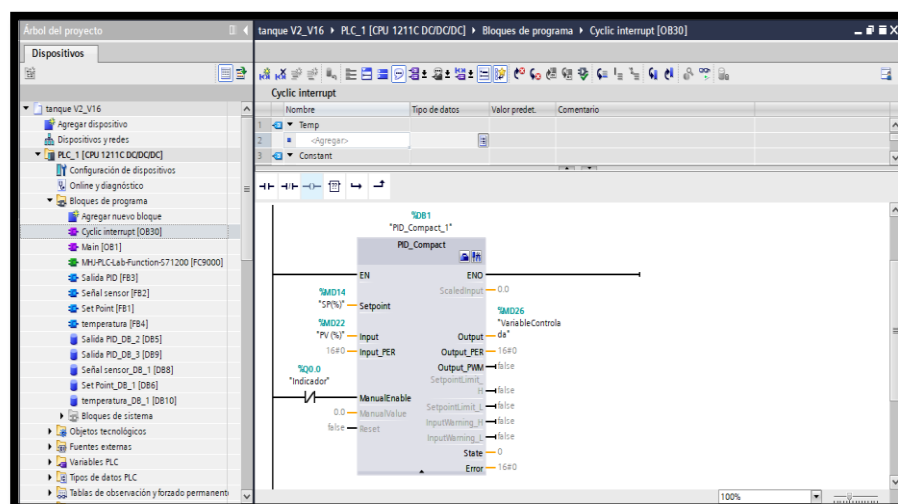 Árbol del proyecto
tanque V2_V16 ▸ PLC_1 [CPU 1211C DC/DC/DC] ▸ Bloques de programa ▸ Cyclic interrupt [OB30]
Dispositivos
Cyclic interrupt
Nombre Tipo de datos Valor predet. Comentario
1 Temp
2 <Agregar>
3 Constant
tanque V2_V16
Agregar dispositivo
Dispositivos y redes
PLC_1 [CPU 1211C DC/DC/DC]
Configuración de dispositivos
Online y diagnóstico
Bloques de programa
Agregar nuevo bloque
Cyclic interrupt [OB30]
Main [OB1]
MHJ-PLC-Lab-Function-S71200 [FC9000]
Salida PID [FB3]
Señal sensor [FB2]
Set Point [FB1]
temperatura [FB4]
Salida PID_DB_2 [DB5]
Salida PID_DB_3 [DB9]
Señal sensor_DB_1 [DB8]
Set Point_DB_1 [DB6]
temperatura_DB_1 [DB10]
Bloques de sistema
Objetos tecnológicos
Fuentes externas
Variables PLC
Tipos de datos PLC
Tablas de observación y forzado permanent
%DB1
"PID_Compact_1"
PID_Compact
EN ENO
ScaledInput 0.0
%MD14
"SP(%)" Setpoint
%MD26
"VariableControla
da"
%MD22
"PV (%)" Input Output
16#0 Input_PER Output_PER 16#0
Output_PWM false
%Q0.0
"Indicador"
SetpointLimit_
H false
ManualEnable
SetpointLimit_L false
0.0 ManualValue
InputWarning_H false
false Reset
InputWarning_L false
State 0
Error 16#0
100%